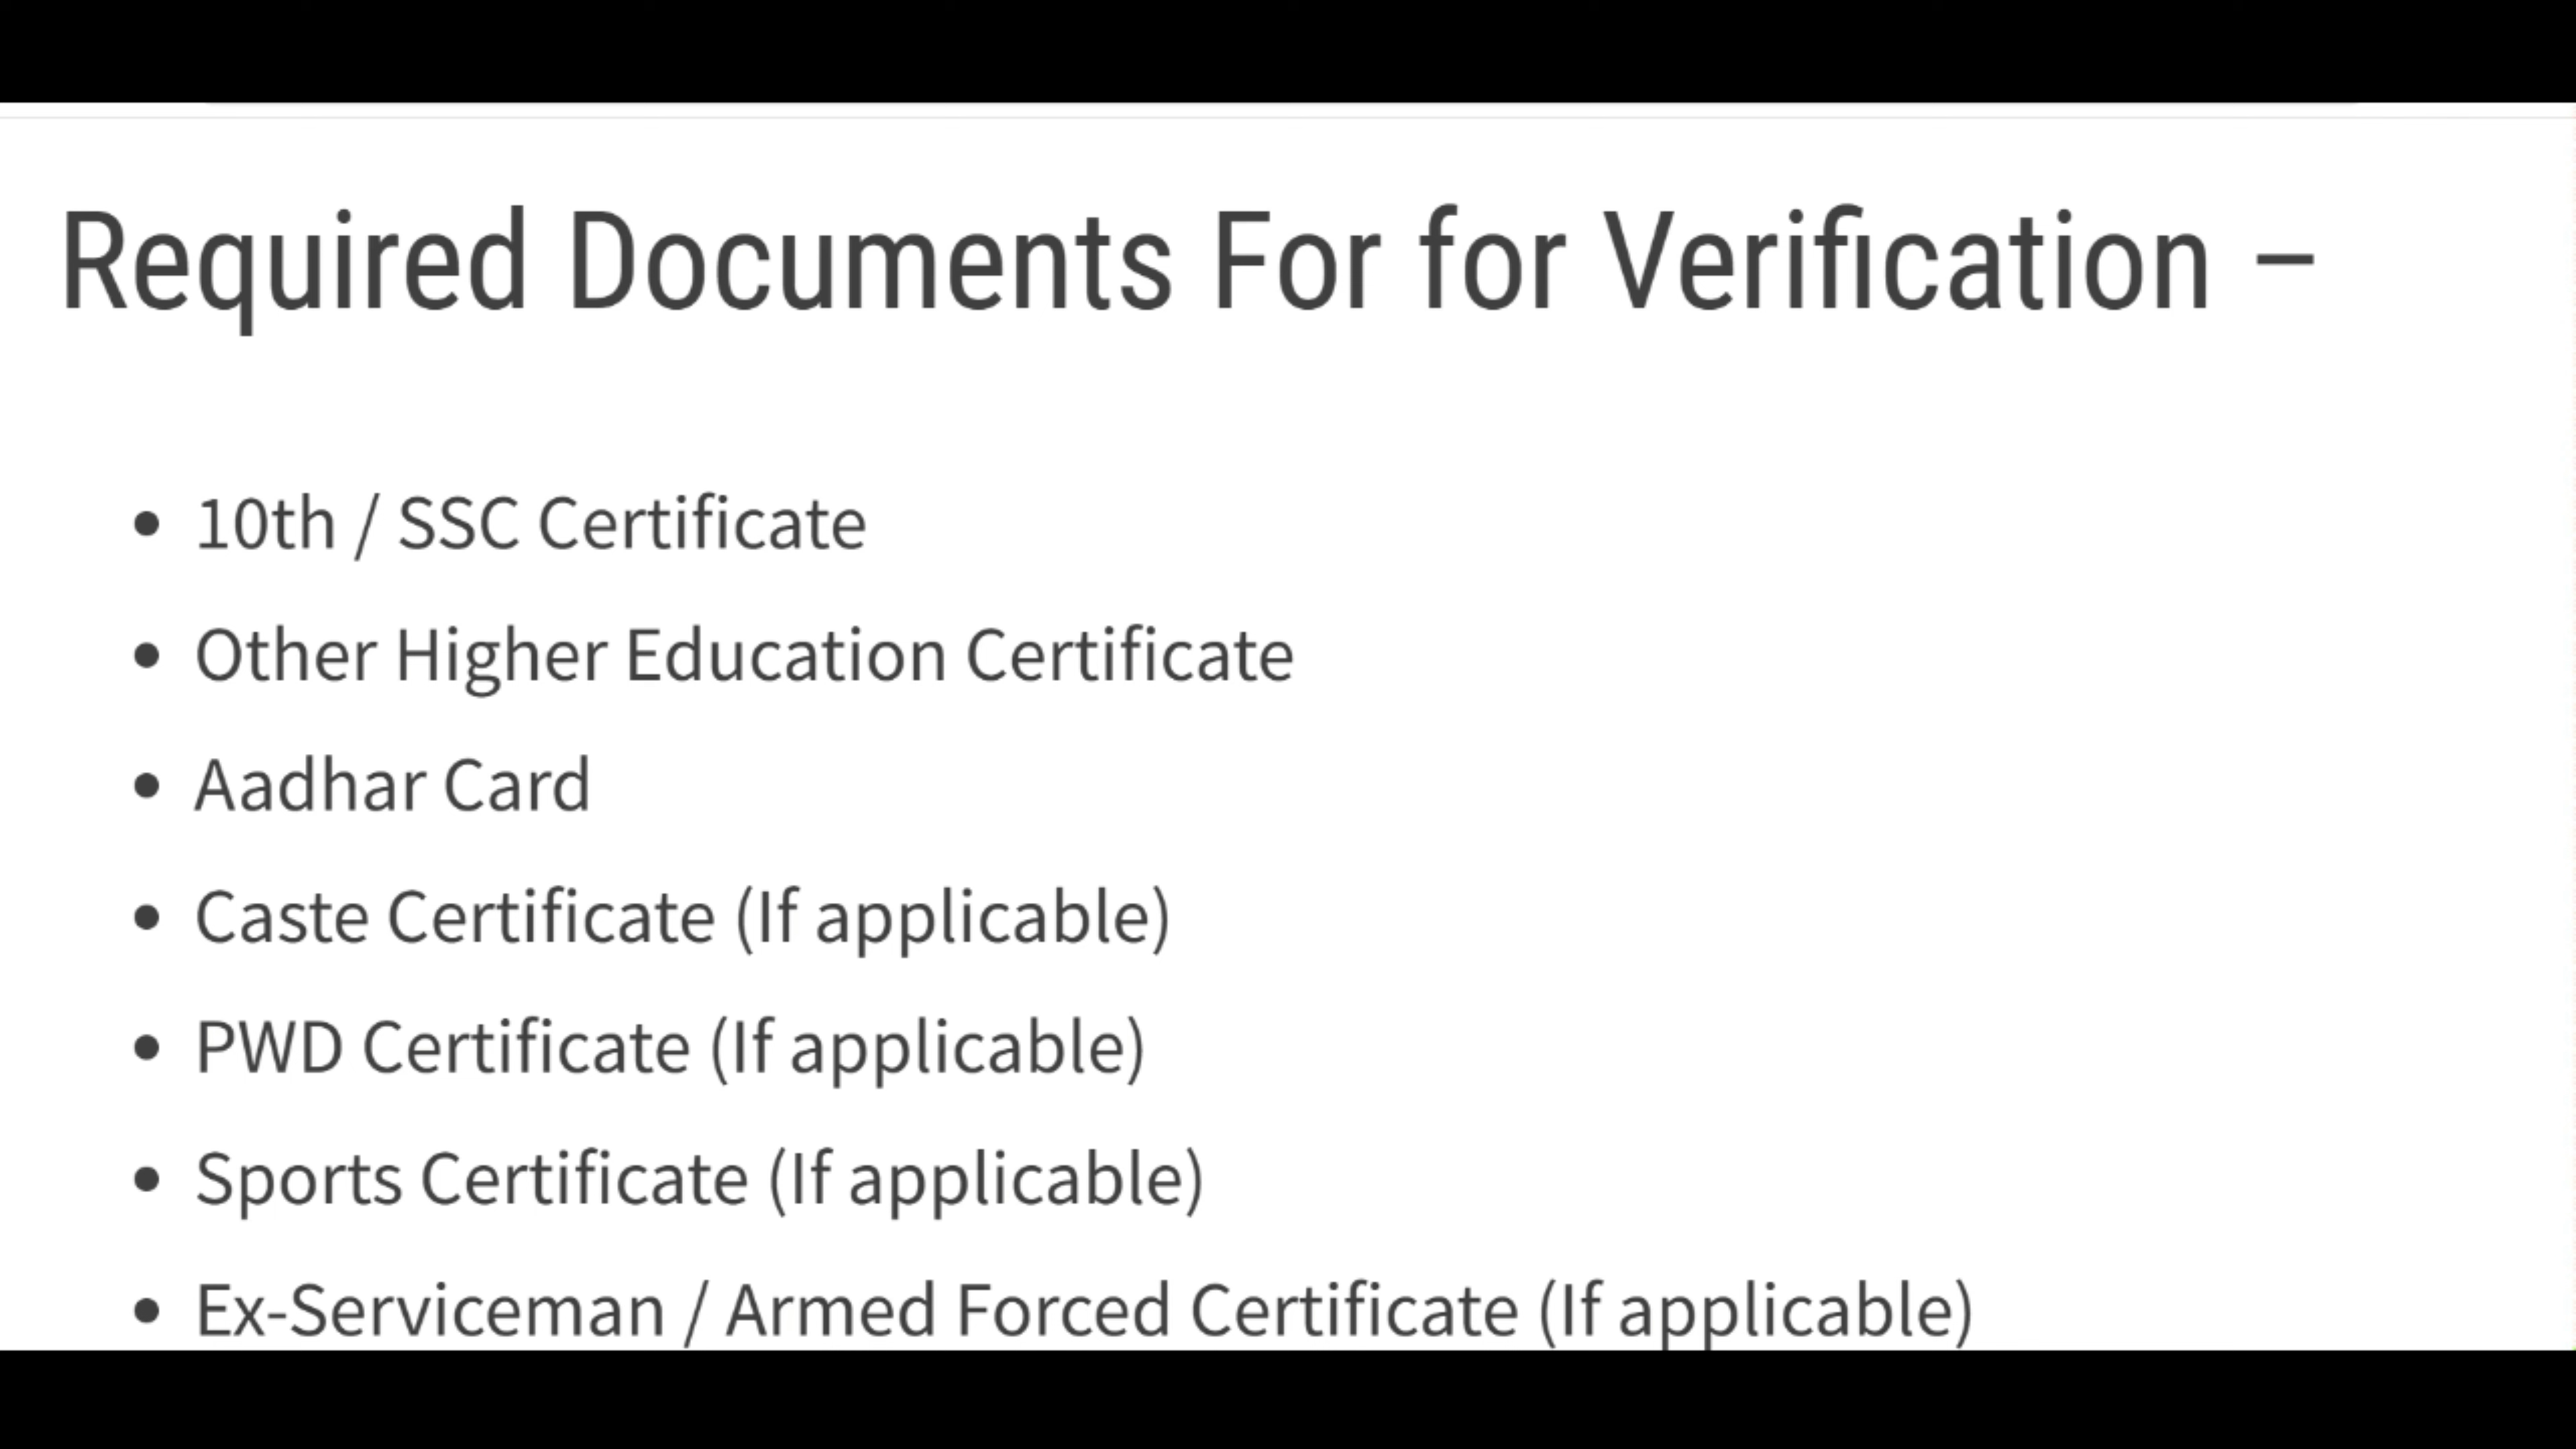 Required Documents For for Verification –
• 10th / SSC Certificate
• Other Higher Education Certificate
• Aadhar Card
• Caste Certificate (If applicable)
• PWD Certificate (If applicable)
• Sports Certificate (If applicable)
• Ex-Serviceman / Armed Forced Certificate (If applicable)